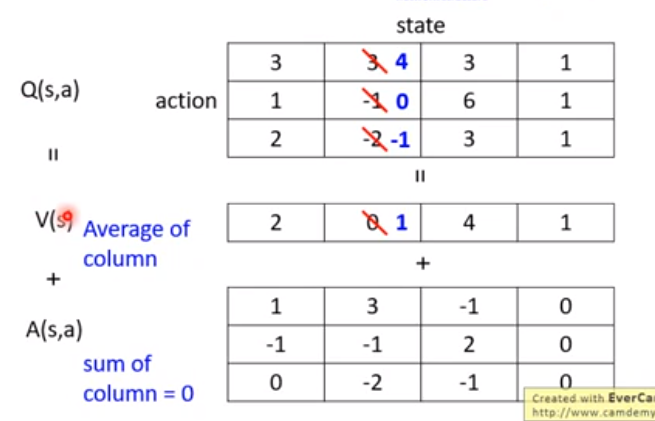 state
Q(s,a)
action
3 3 4 3 1
1 -1 0 6 1
2 -2 -1 3 1
=
=
V(s)
Average of
column
2 0 1 4 1
+
+
A(s,a)
sum of
column = 0
1 3 -1 0
-1 -1 2 0
0 -2 -1 0
Created with EverCa
http://www.camdemy